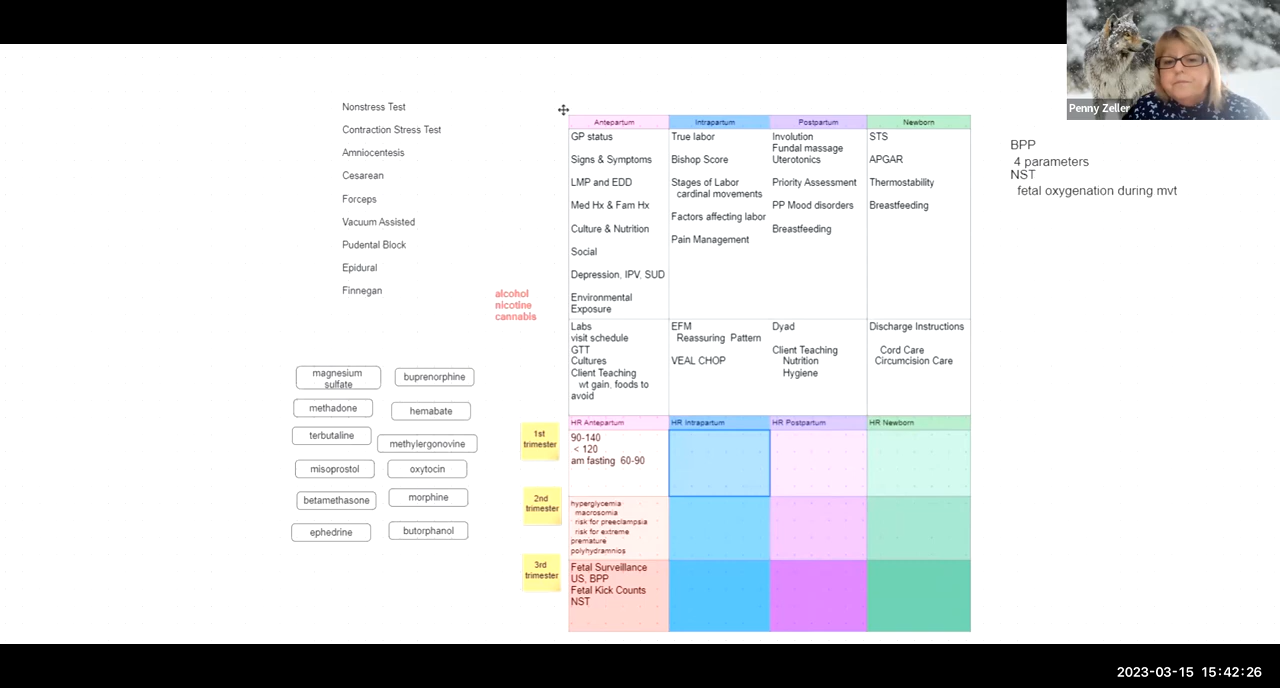 Penny Zeller
Nonstress Test
Contraction Stress Test
Amniocentesis
Cesarean
Forceps
Vacuum Assisted
Pudental Block
Epidural
Finnegan
alcohol
nicotine
cannabis
magnesium
sulfate
buprenorphine
methadone
hemabate
terbutaline
methylergonovine
misoprostol
oxytocin
betamethasone
morphine
ephedrine
butorphanol
1st
trimester
2nd
trimester
3rd
trimester
Antepartum
GP status
Signs & Symptoms
LMP and EDD
Med Hx & Fam Hx
Culture & Nutrition
Social
Depression, IPV, SUD
Environmental
Exposure
Labs
visit schedule
GTT
Cultures
Client Teaching
wt gain, foods to
avoid
Intrapartum
True labor
Bishop Score
Stages of Labor
cardinal movements
Factors affecting labor
Pain Management
EFM
Reassuring Pattern
VEAL CHOP
Postpartum
Involution
Fundal massage
Uterotonics
Priority Assessment
PP Mood disorders
Breastfeeding
Dyad
Client Teaching
Nutrition
Hygiene
Newborn
STS
APGAR
Thermostability
Breastfeeding
Discharge Instructions
Cord Care
Circumcision Care
HR Antepartum
90-140
< 120
am fasting 60-90
hyperglycemia
macrosomia
risk for preeclampsia
risk for extreme
premature
polyhydramnios
Fetal Surveillance
US, BPP
Fetal Kick Counts
NST
HR Intrapartum
HR Postpartum
HR Newborn
BPP
4 parameters
NST
fetal oxygenation during mvt
2023-03-15 15:42:26